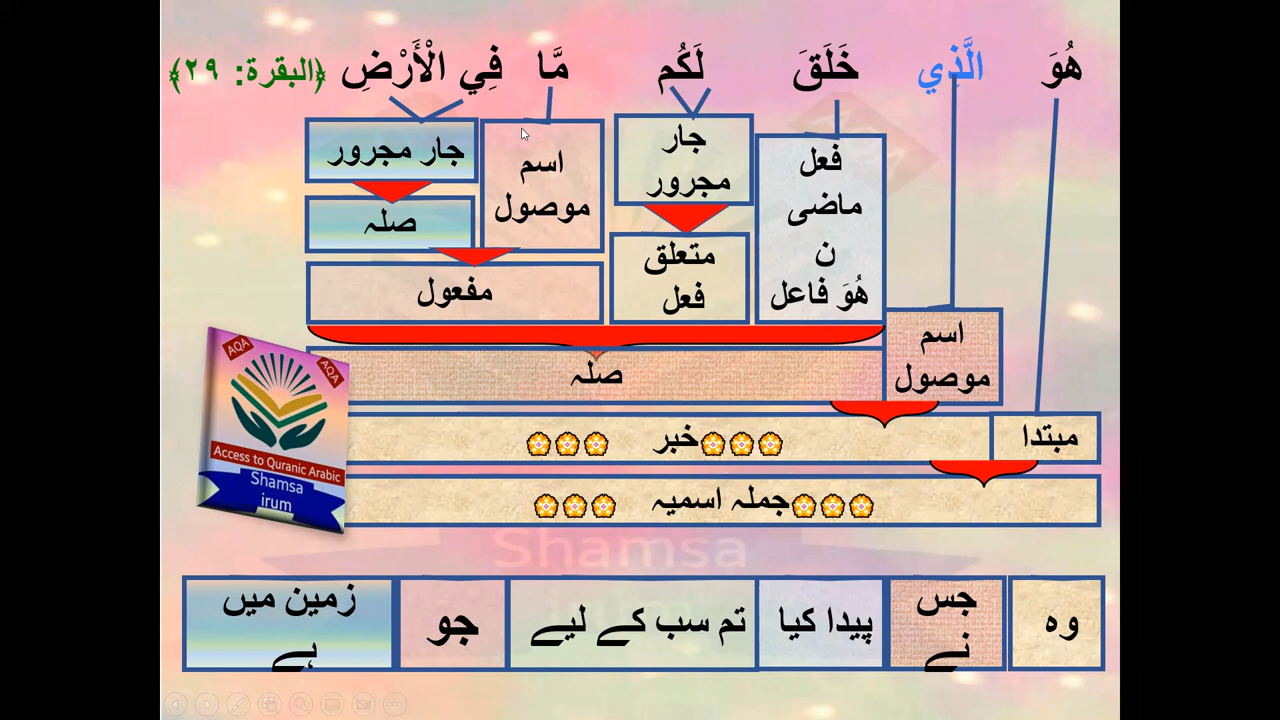 هُوَ الَّذِي خَلَقَ لَكُم مَّا فِي الْأَرْضِ ﴿البقرة: ٢٩﴾
جار مجرور
اسم
موصول
جار
مجرور
فعل
ماضی
ن
هُوَ فاعل
صلہ
متعلق
فعل
مفعول
اسم
موصول
صلہ
مبتدا
خبر
جملہ اسمیہ
AQA
AQA
Access to Quranic Arabic
Shamsa
irum
Shamsa
وہ
جس
نے
پیدا کیا
تم سب کے لیے
جو
زمین میں
ہے